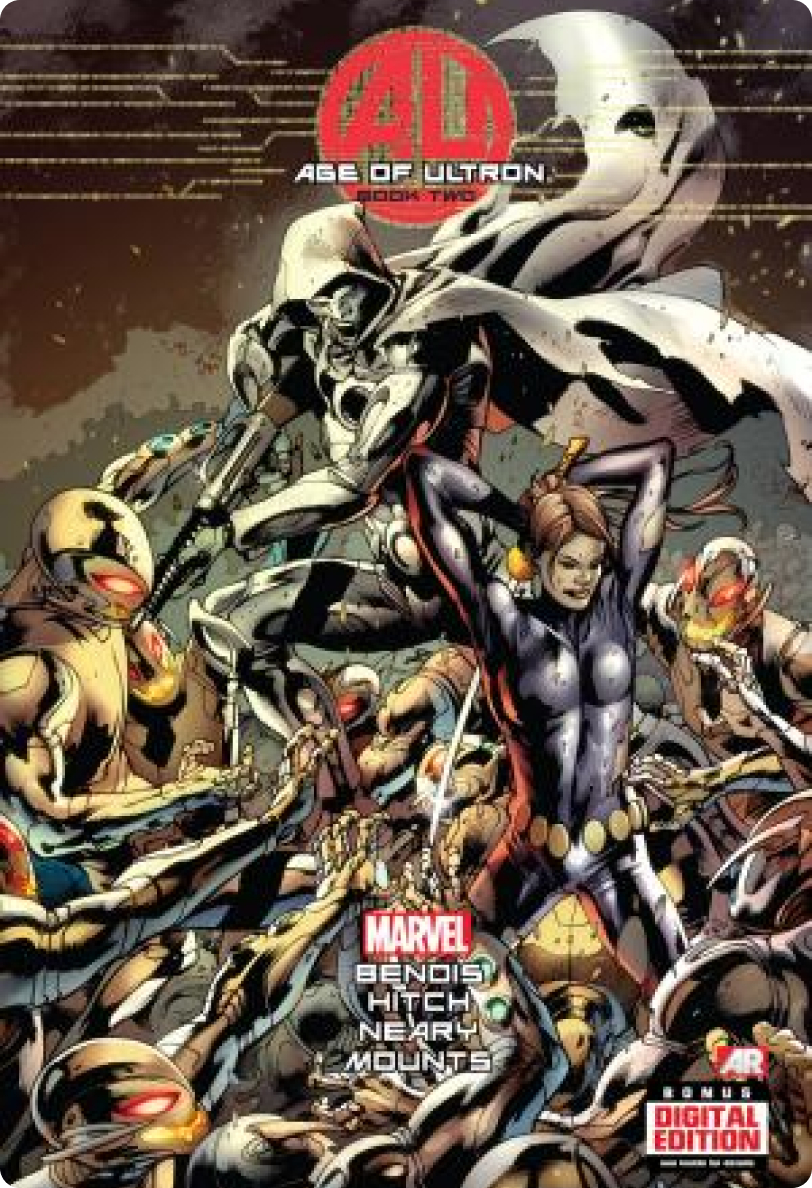 AU
AGE OF ULTRON
BOOK TWO
MARVEL
BENDIS
HITCH
NEARY
MOUNTS
AR
BONUS
DIGITAL
EDITION